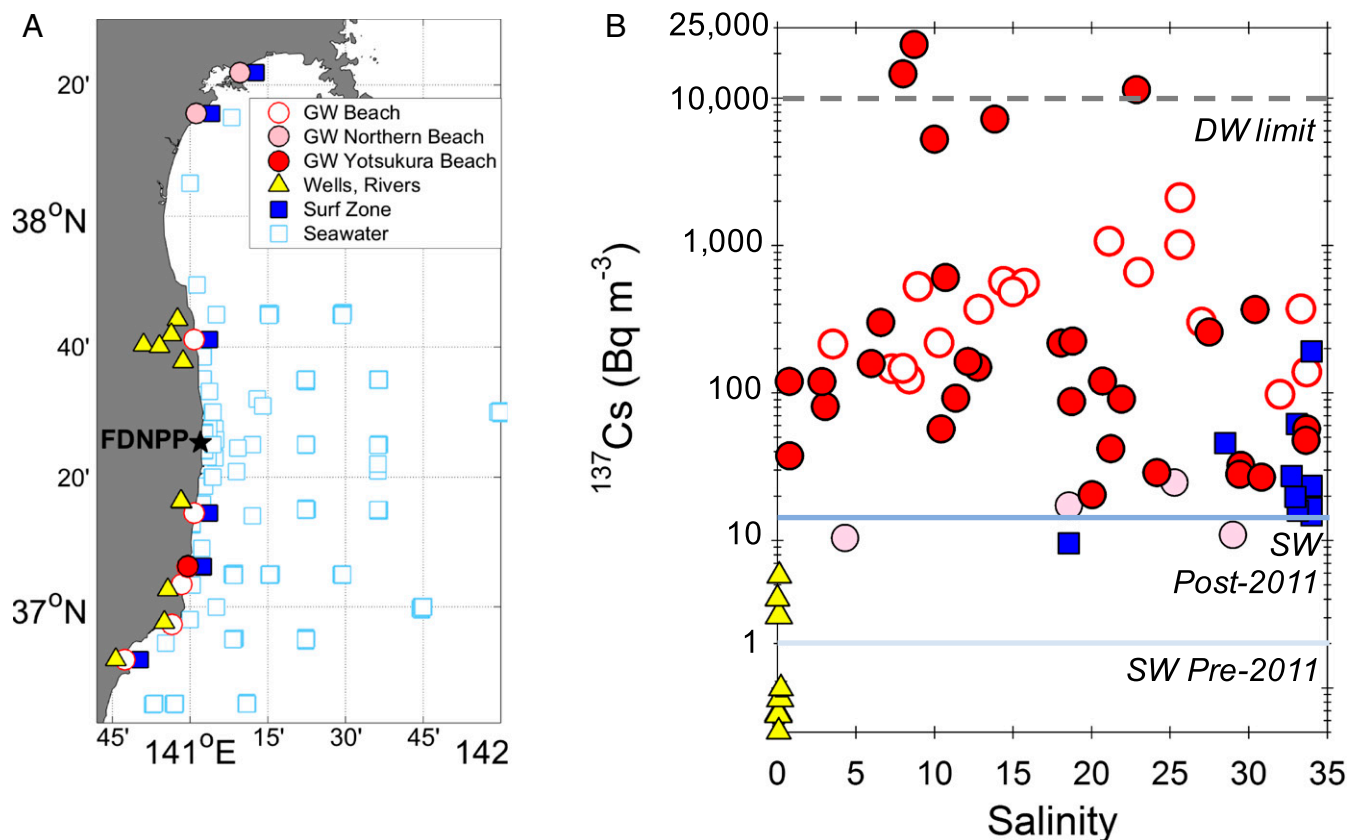 A
20'
38°N
40'
20'
37°N
45'
141°E
15'
30'
142
GW Beach
GW Northern Beach
GW Yotsukura Beach
Wells, Rivers
Surf Zone
Seawater
FDNPP
B
25,000
10,000
1,000
100
10
1
¹³⁷Cs (Bq m⁻³)
DW limit
SW
Post-2011
SW Pre-2011
0 5 10 15 20 25 30 35
Salinity